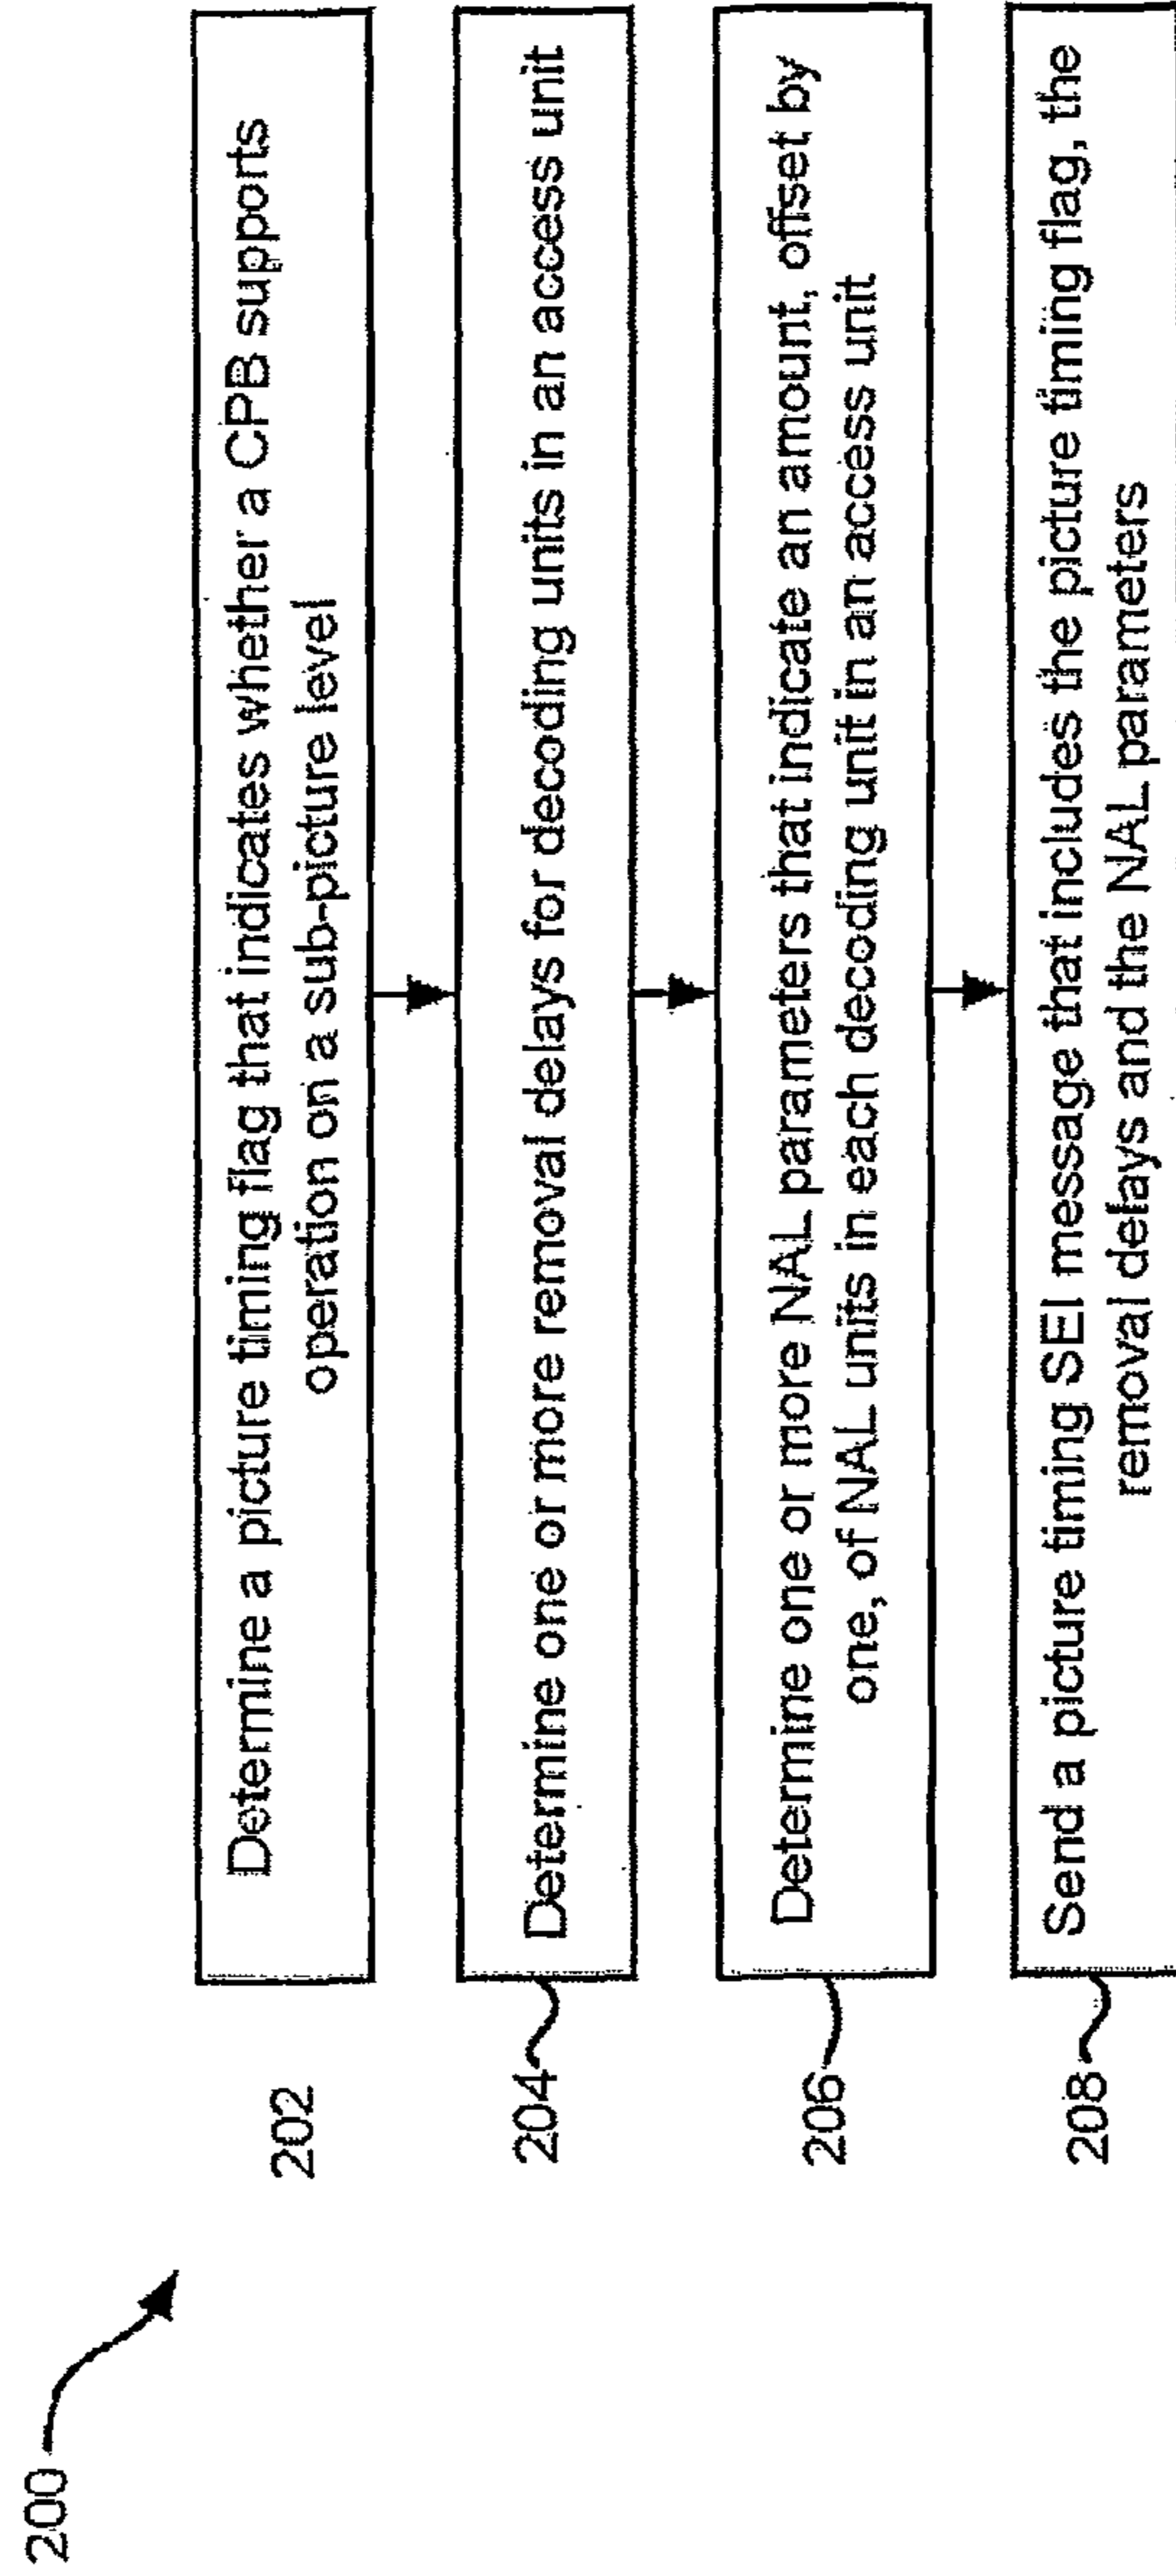 200
202
Determine a picture timing flag that indicates whether a CPB supports
operation on a sub-picture level
204
Determine one or more removal delays for decoding units in an access unit
206
Determine one or more NAL parameters that indicate an amount, offset by
one, of NAL units in each decoding unit in an access unit
208
Send a picture timing SEI message that includes the picture timing flag, the
removal delays and the NAL parameters